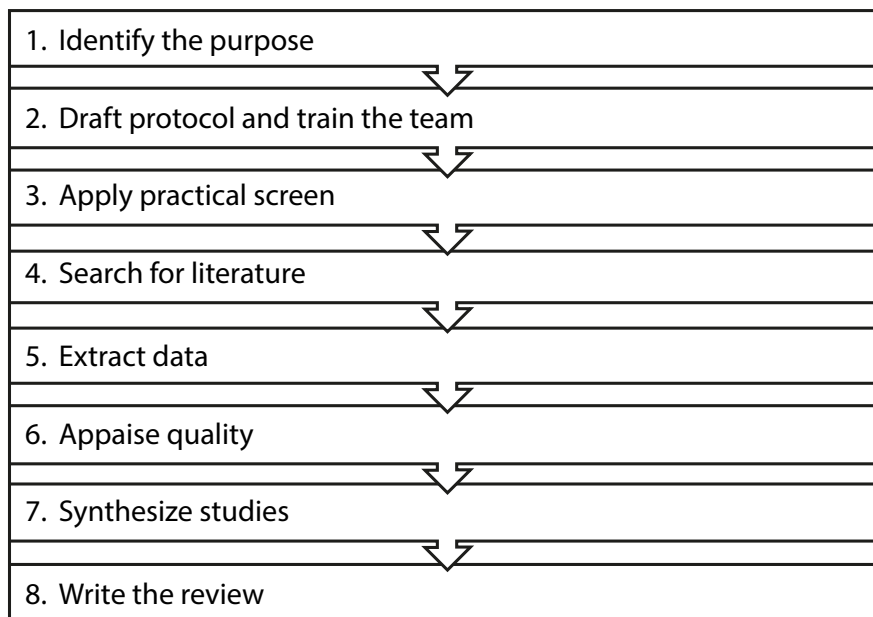 1. Identify the purpose
2. Draft protocol and train the team
3. Apply practical screen
4. Search for literature
5. Extract data
6. Appaise quality
7. Synthesize studies
8. Write the review